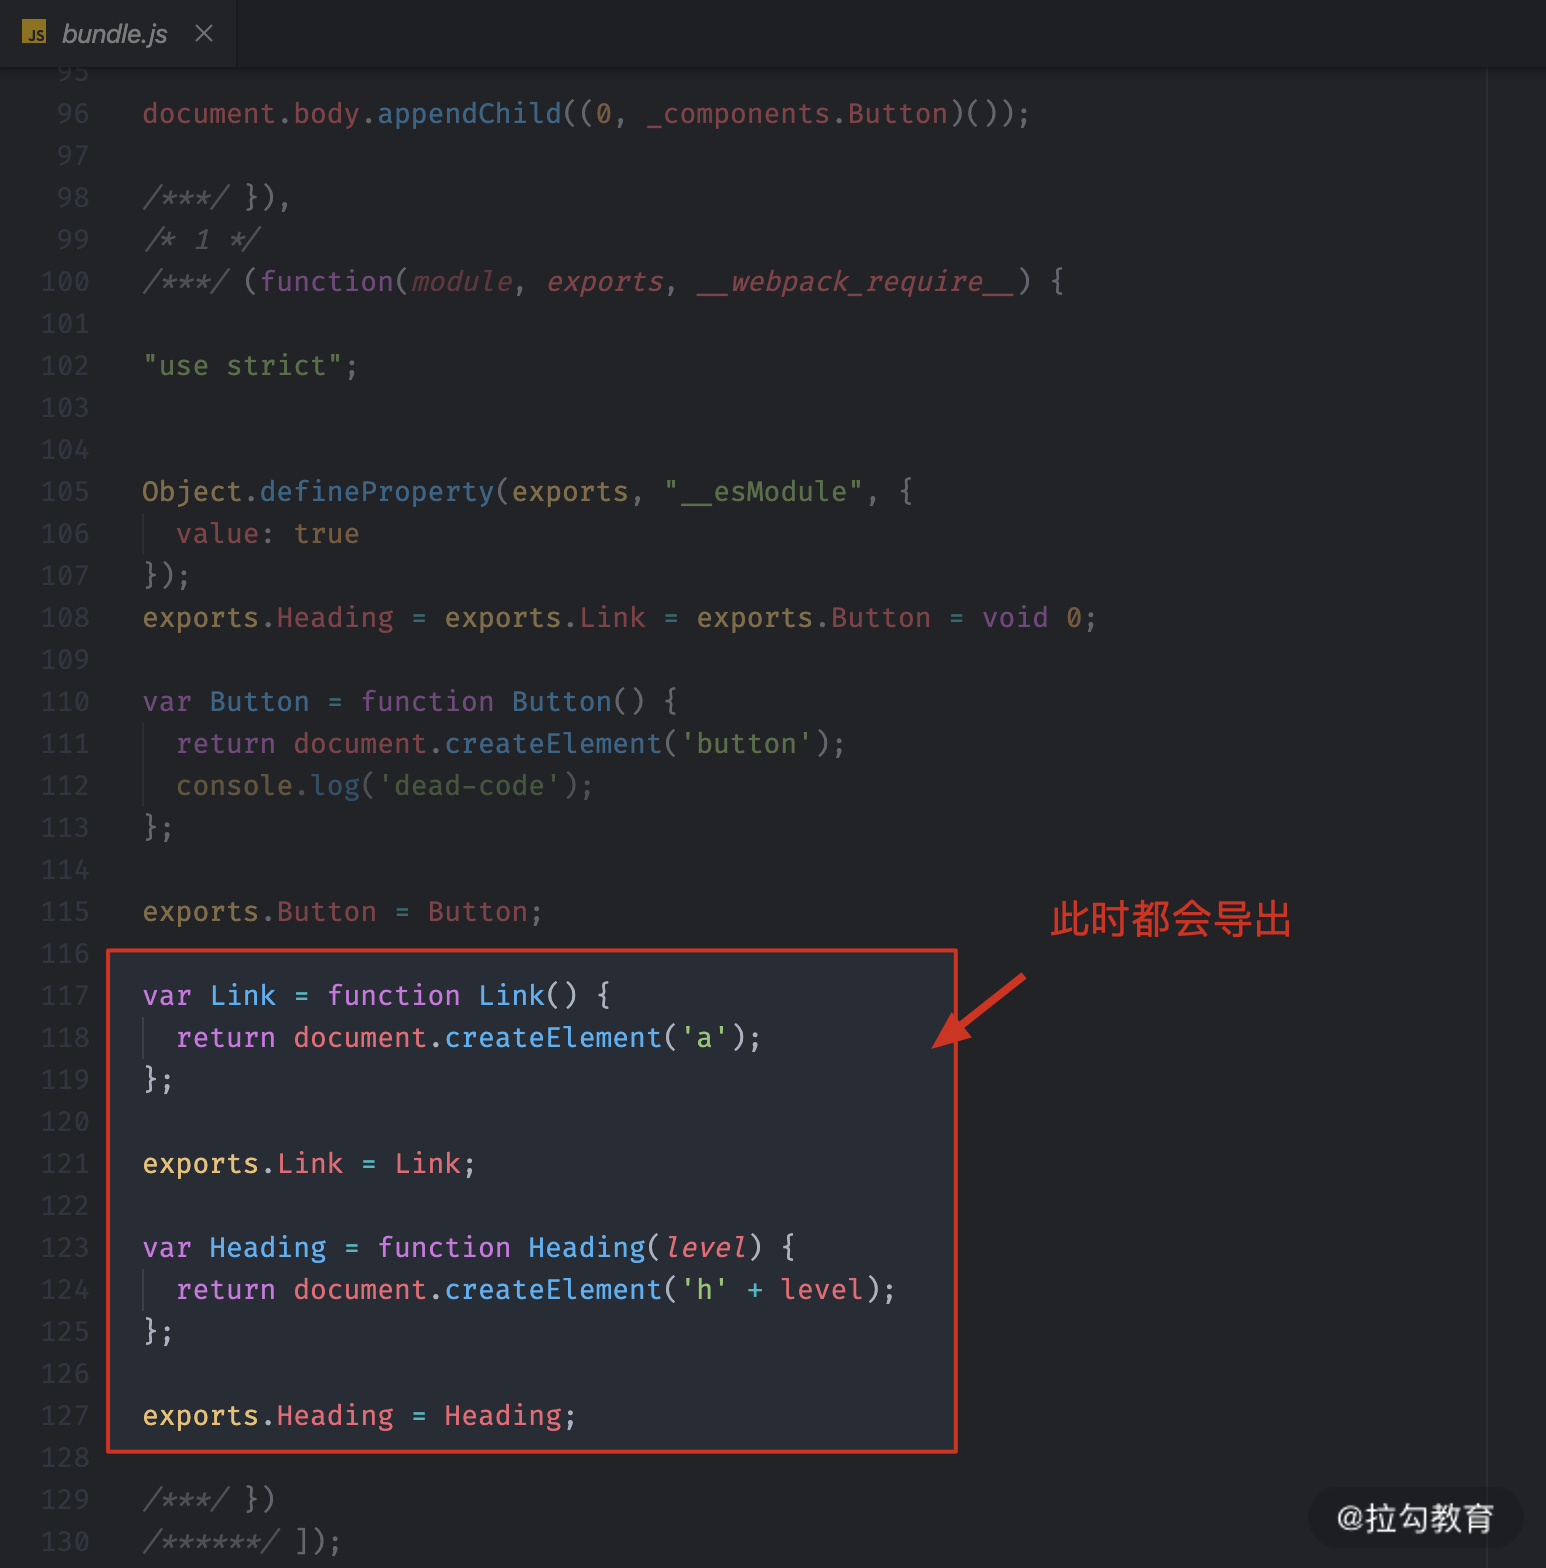 JS bundle.js ×
95
96 document.body.appendChild((0, _components.Button)());
97
98 /***/ }),
99 /* 1 */
100 /***/ (function(module, exports, __webpack_require__) {
101
102 "use strict";
103
104
105 Object.defineProperty(exports, "__esModule", {
106   value: true
107 });
108 exports.Heading = exports.Link = exports.Button = void 0;
109
110 var Button = function Button() {
111   return document.createElement('button');
112   console.log('dead-code');
113 };
114
115 exports.Button = Button;
此时都会导出
116
117 var Link = function Link() {
118   return document.createElement('a');
119 };
120
121 exports.Link = Link;
122
123 var Heading = function Heading(level) {
124   return document.createElement('h' + level);
125 };
126
127 exports.Heading = Heading;
128
129 /***/ })
130 /******/ ]);
@拉勾教育